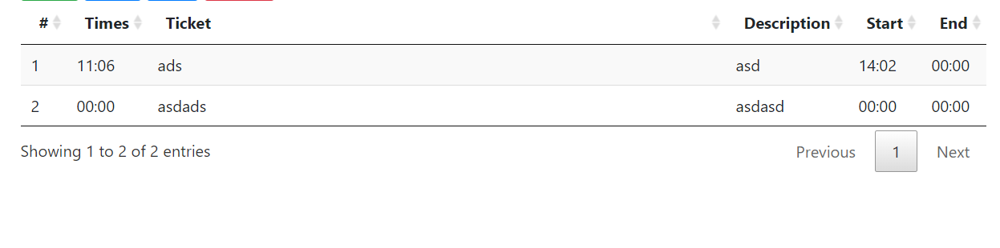 # Times Ticket Description Start End
1 11:06 ads asd 14:02 00:00
2 00:00 asdads asdasd 00:00 00:00
Showing 1 to 2 of 2 entries Previous 1 Next